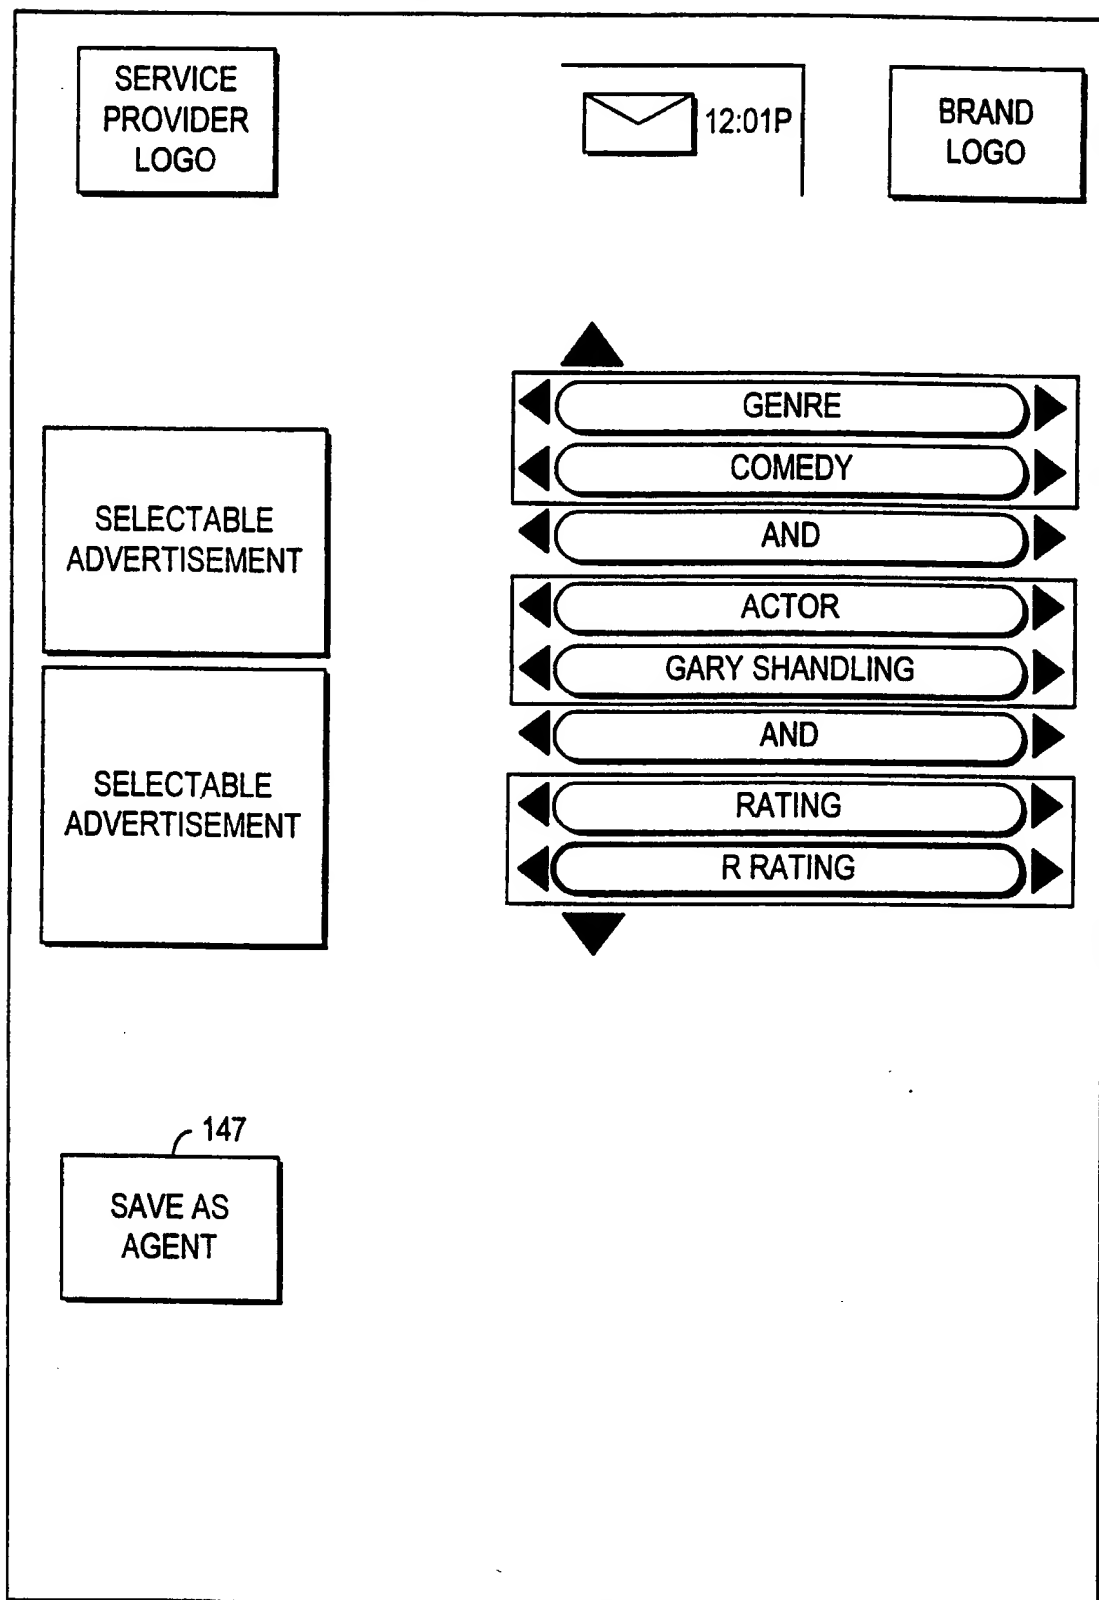 SERVICE
PROVIDER
LOGO
12:01P
BRAND
LOGO
GENRE
COMEDY
AND
ACTOR
GARY SHANDLING
AND
RATING
R RATING
SELECTABLE
ADVERTISEMENT
SELECTABLE
ADVERTISEMENT
147
SAVE AS
AGENT